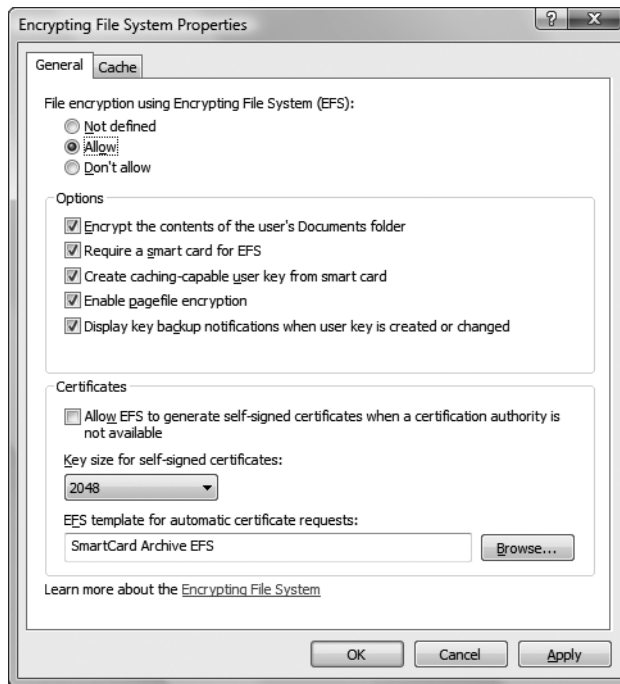 Encrypting File System Properties
General Cache
File encryption using Encrypting File System (EFS):
Not defined
Allow
Don't allow
Options
Encrypt the contents of the user's Documents folder
Require a smart card for EFS
Create caching-capable user key from smart card
Enable pagefile encryption
Display key backup notifications when user key is created or changed
Certificates
Allow EFS to generate self-signed certificates when a certification authority is
not available
Key size for self-signed certificates:
2048
EFS template for automatic certificate requests:
SmartCard Archive EFS Browse...
Learn more about the Encrypting File System
OK Cancel Apply